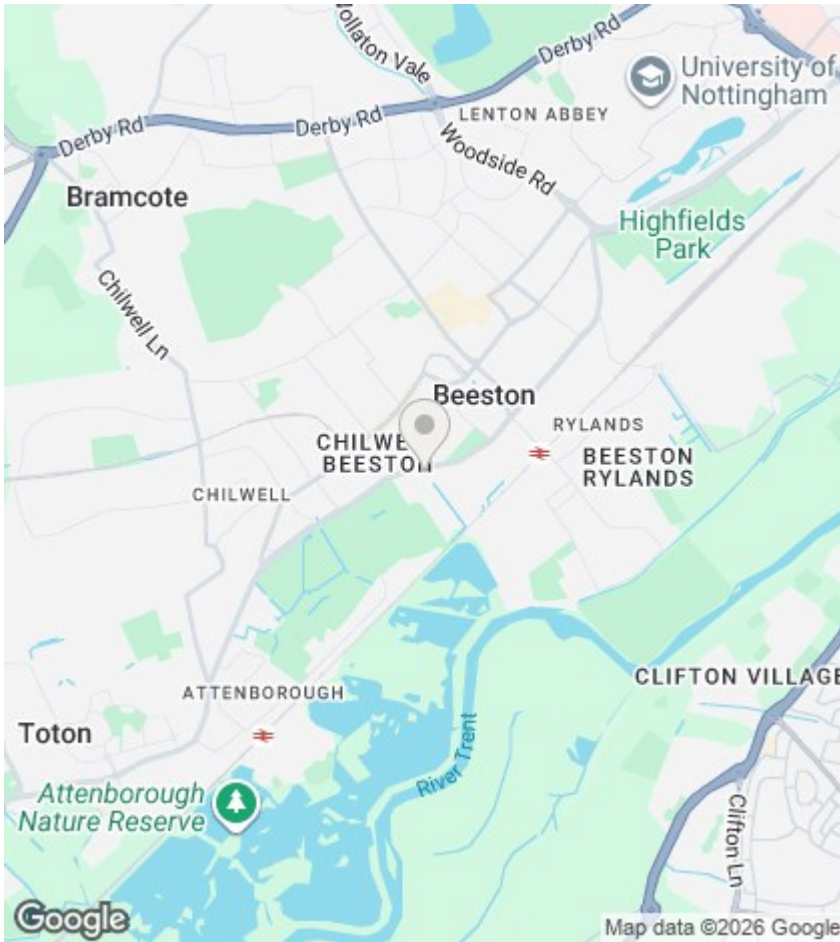 Wollaton Vale
Derby Rd
University of
Nottingham
Derby Rd
Derby Rd
LENTON ABBEY
Woodside Rd
Bramcote
Highfields
Park
Chilwell Ln
Beeston
RYLANDS
CHILWE
BEESTON
BEESTON
RYLANDS
CHILWELL
CLIFTON VILLAGE
ATTENBOROUGH
Toton
River Trent
Attenborough
Nature Reserve
Clifton Ln
Google
Map data ©2026 Google